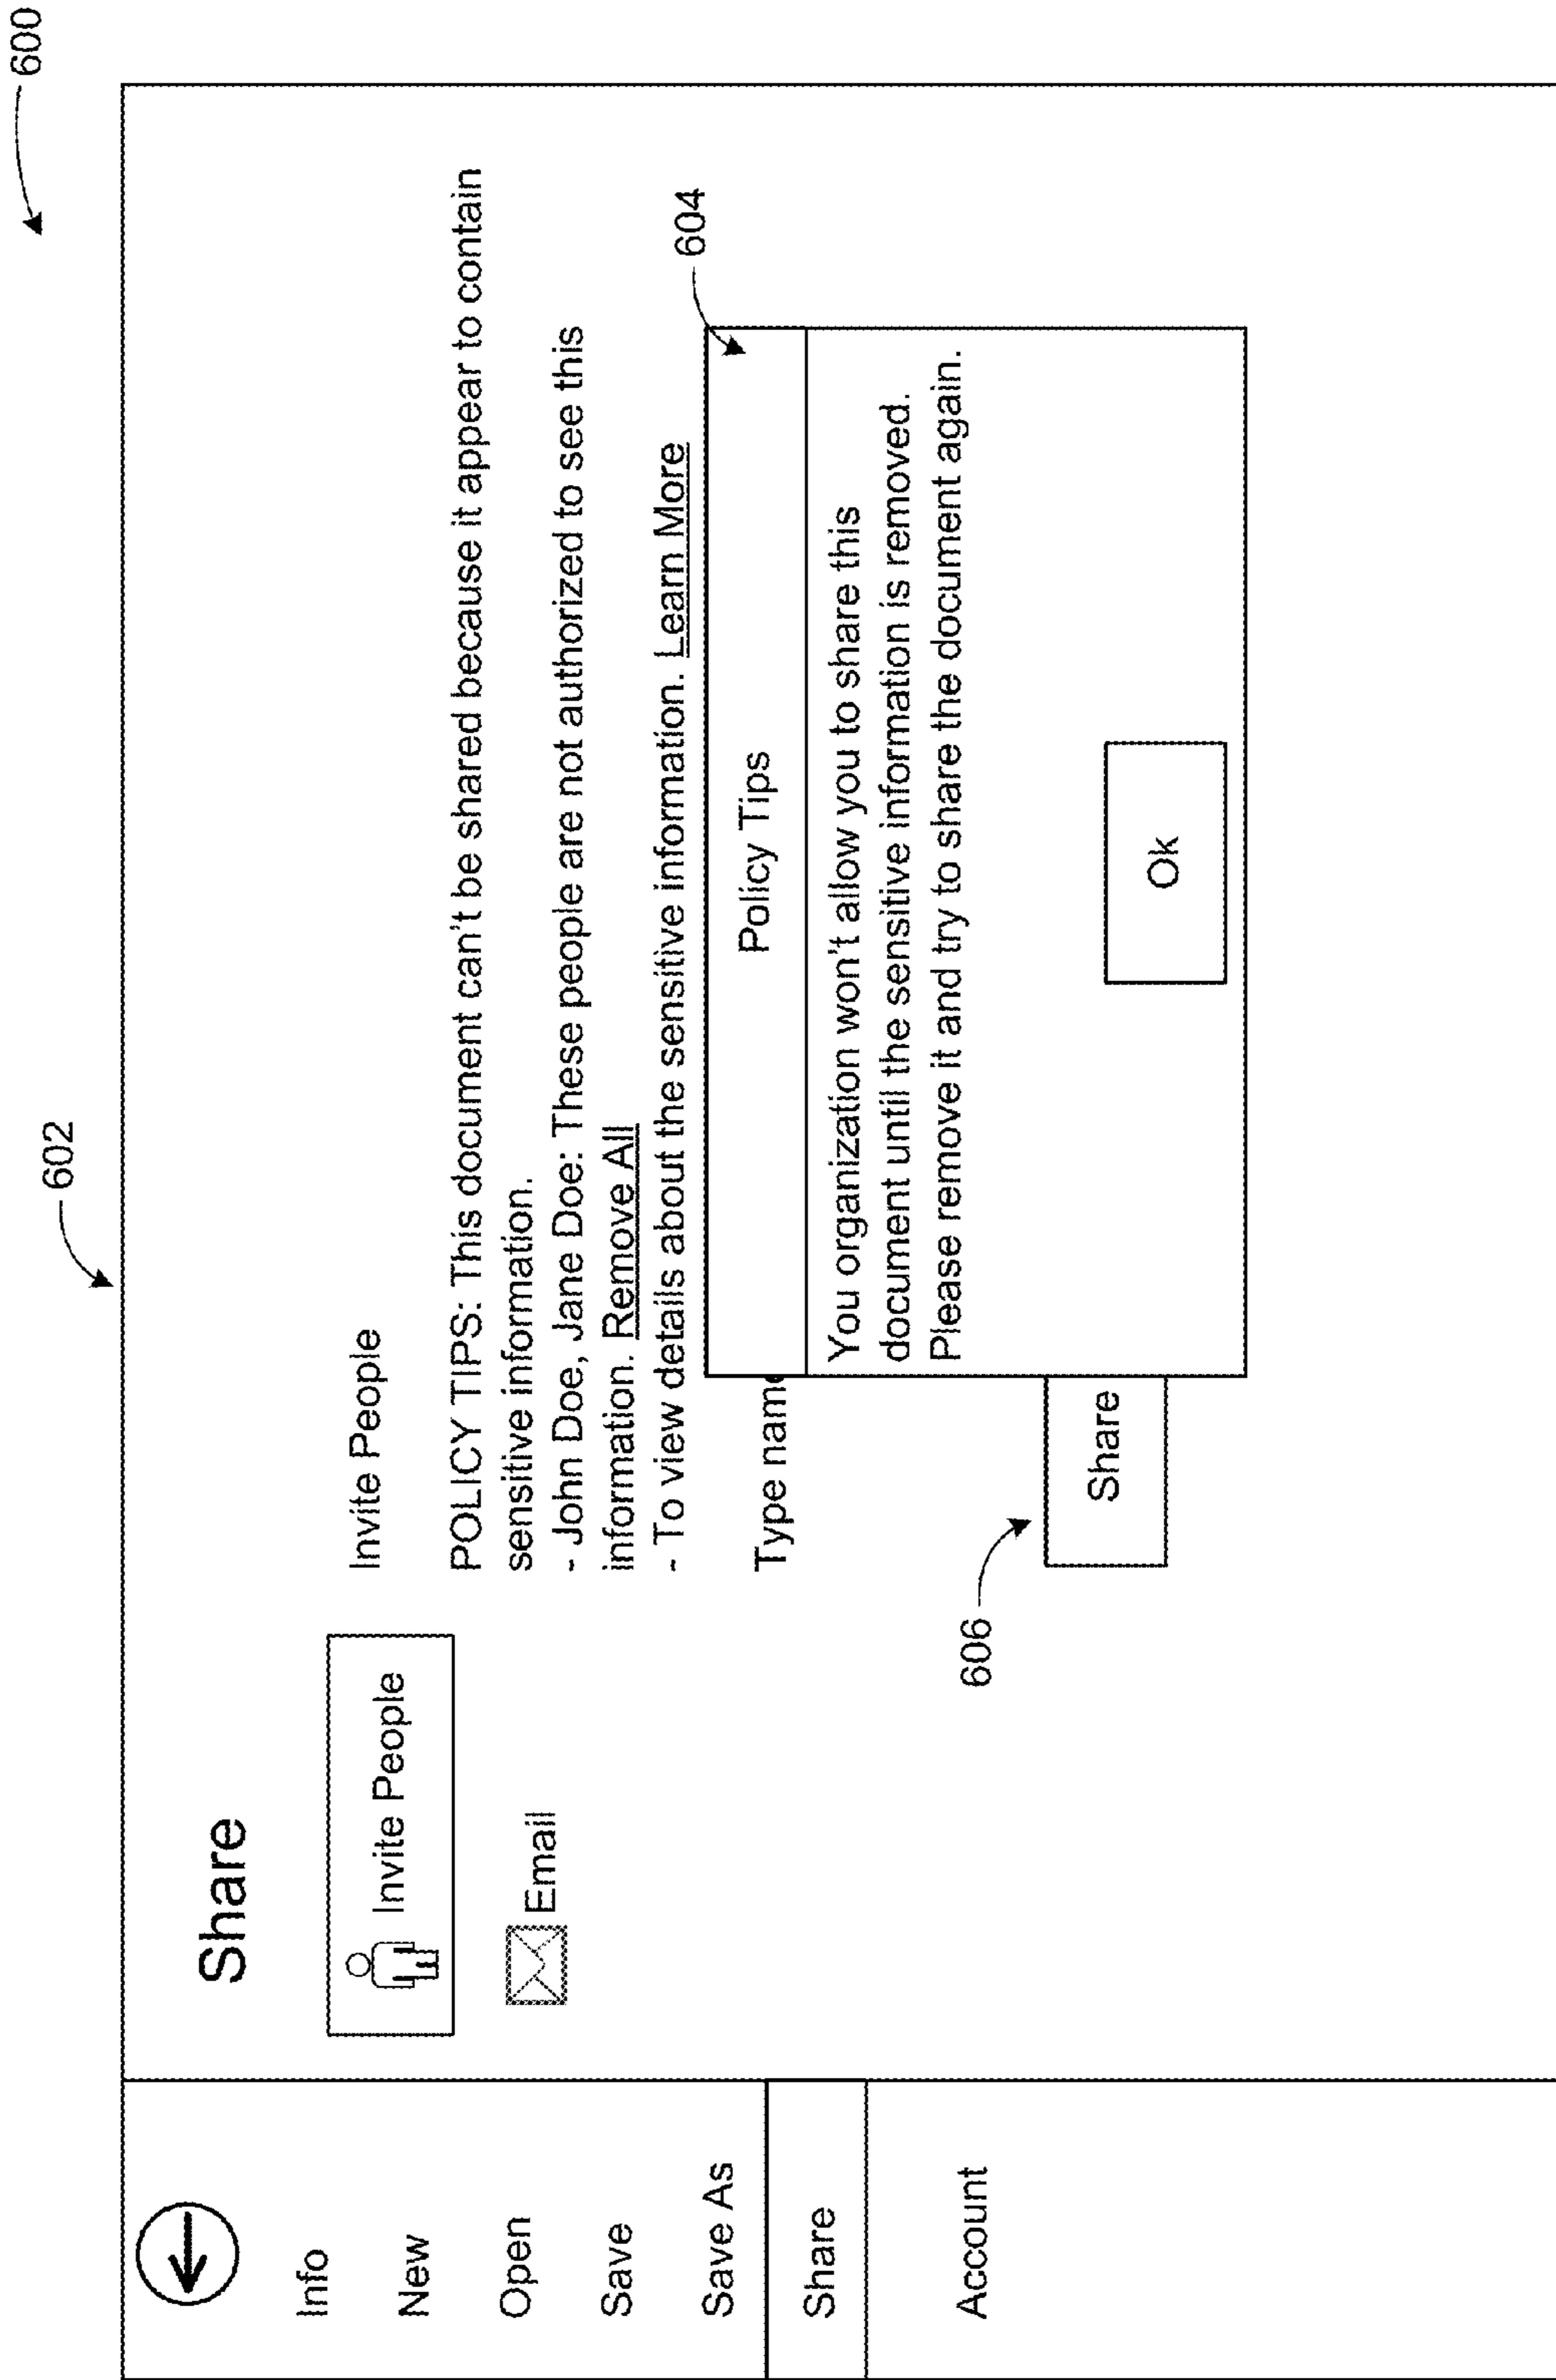 600
602
Info
New
Open
Save
Save As
Share
Account
Share
Invite People
Email
Invite People
POLICY TIPS: This document can't be shared because it appear to contain
sensitive information.
- John Doe, Jane Doe: These people are not authorized to see this
information. Remove All
- To view details about the sensitive information. Learn More
604
Type name
Policy Tips
You organization won't allow you to share this
document until the sensitive information is removed.
Please remove it and try to share the document again.
Ok
606
Share